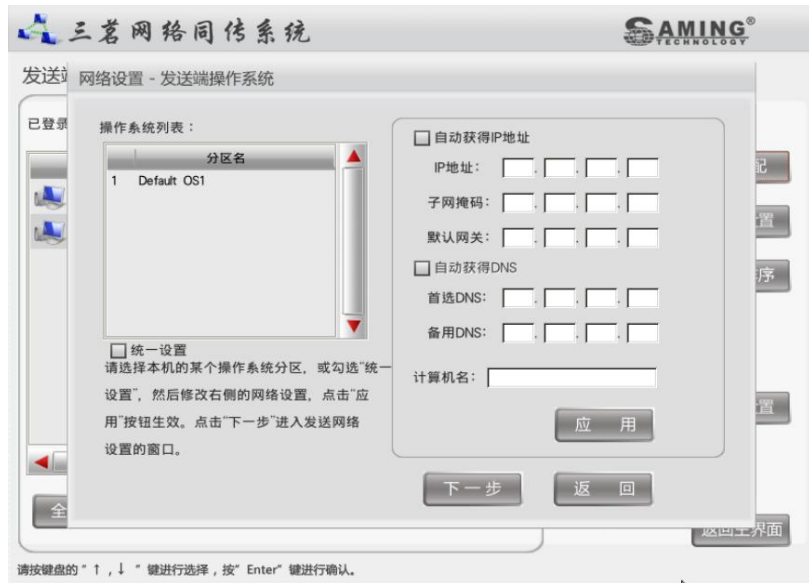 三茗网络同传系统
SAMING®
TECHNOLOGY
发送
网络设置 - 发送端操作系统
已登录
操作系统列表：
分区名
1 Default OS1
统一设置
请选择本机的某个操作系统分区，或勾选“统一
设置”，然后修改右侧的网络设置，点击“应
用”按钮生效。点击“下一步”进入发送网络
设置的窗口。
自动获得IP地址
IP地址：
子网掩码：
默认网关：
自动获得DNS
首选DNS：
备用DNS：
计算机名：
应 用
下一步
返 回
配
置
序
置
全
返回主界面
请按键盘的“↑，↓ ”键进行选择，按“Enter”键进行确认。